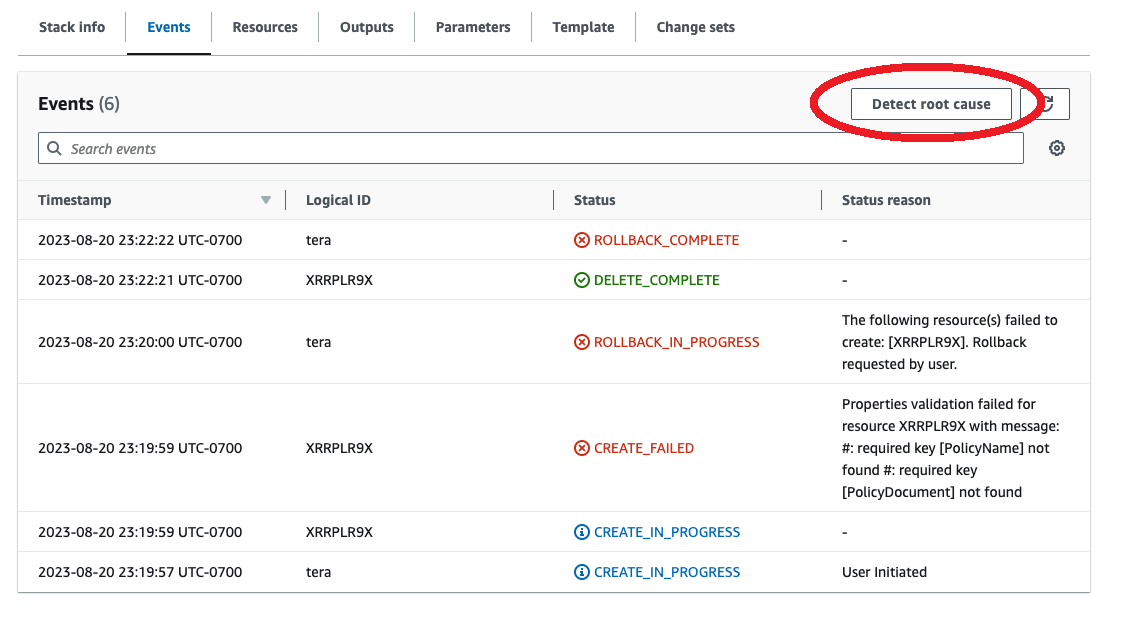 Stack info Events Resources Outputs Parameters Template Change sets
Events (6) Detect root cause
Search events
Timestamp Logical ID Status Status reason
2023-08-20 23:22:22 UTC-0700 tera ROLLBACK_COMPLETE -
2023-08-20 23:22:21 UTC-0700 XRRPLR9X DELETE_COMPLETE -
2023-08-20 23:20:00 UTC-0700 tera ROLLBACK_IN_PROGRESS The following resource(s) failed to
create: [XRRPLR9X]. Rollback
requested by user.
2023-08-20 23:19:59 UTC-0700 XRRPLR9X CREATE_FAILED Properties validation failed for
resource XRRPLR9X with message:
#: required key [PolicyName] not
found #: required key
[PolicyDocument] not found
2023-08-20 23:19:59 UTC-0700 XRRPLR9X CREATE_IN_PROGRESS -
2023-08-20 23:19:57 UTC-0700 tera CREATE_IN_PROGRESS User Initiated